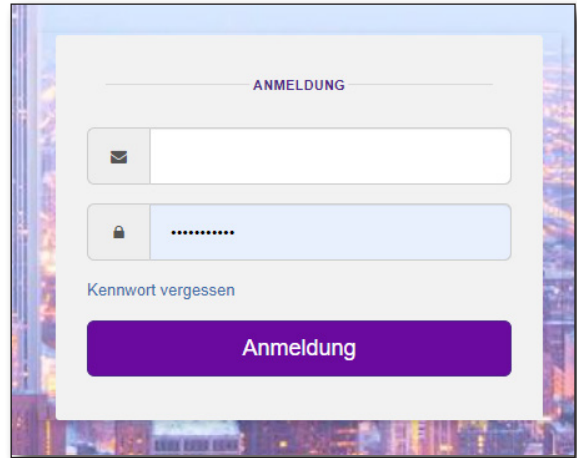 ANMELDUNG
•••••••••••
Kennwort vergessen
Anmeldung